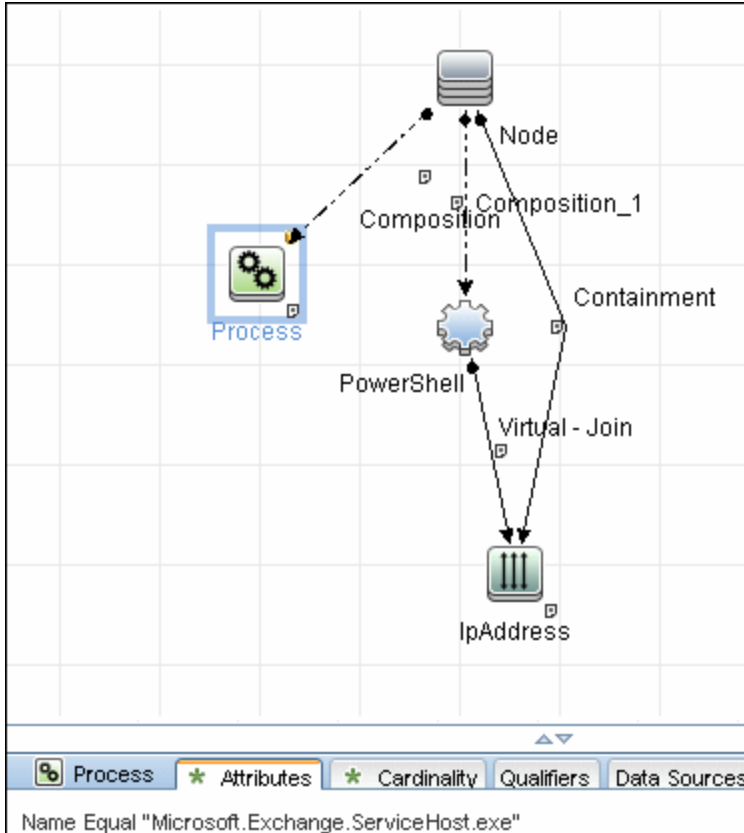 Node
Composition
Composition_1
Containment
Process
PowerShell
Virtual - Join
IpAddress
Process
Attributes
Cardinality
Qualifiers
Data Sources
Name Equal "Microsoft.Exchange.ServiceHost.exe"